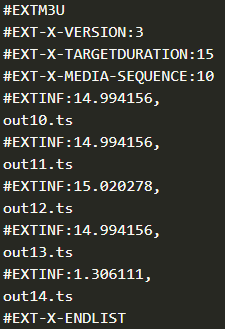 #EXTM3U
#EXT-X-VERSION:3
#EXT-X-TARGETDURATION:15
#EXT-X-MEDIA-SEQUENCE:10
#EXTINF:14.994156,
out10.ts
#EXTINF:14.994156,
out11.ts
#EXTINF:15.020278,
out12.ts
#EXTINF:14.994156,
out13.ts
#EXTINF:1.306111,
out14.ts
#EXT-X-ENDLIST